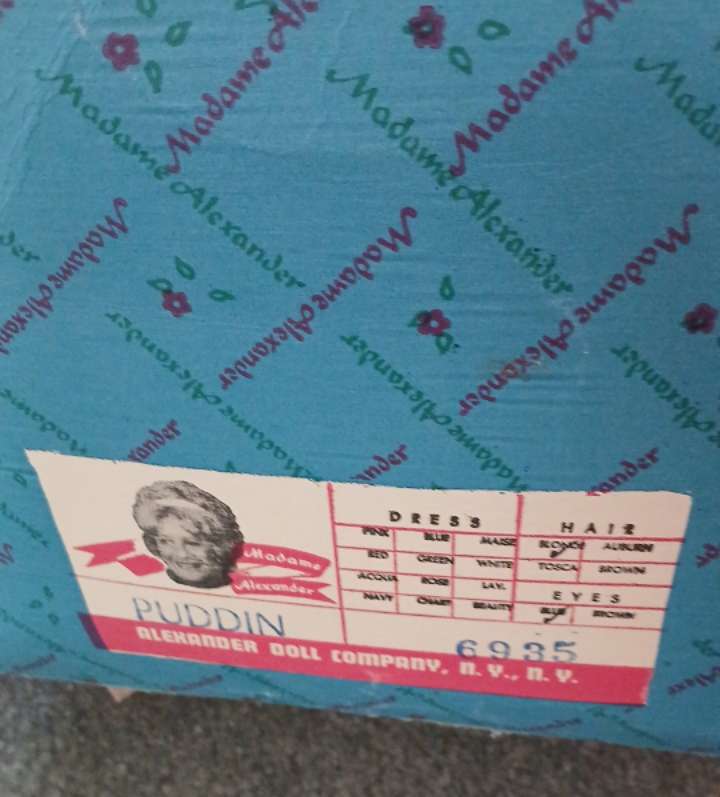 Madame Alexander
Madame Alexander
Madame Alexander
Madame Alexander
Madame Alexander
Madame Alexander
Madame Alexander
Madame Alexander
Madame Alexander
Madame
Alexander
PUDDIN
DRESS
PINK BLUE MAISE
RED GREEN WHITE
ACQUA ROSE LAV.
NAVY CHART BEAUTY
HAIR
BLONDE AUBURN
TOSCA BROWN
EYES
BLUE BROWN
6935
ALEXANDER DOLL COMPANY, N. Y., N. Y.